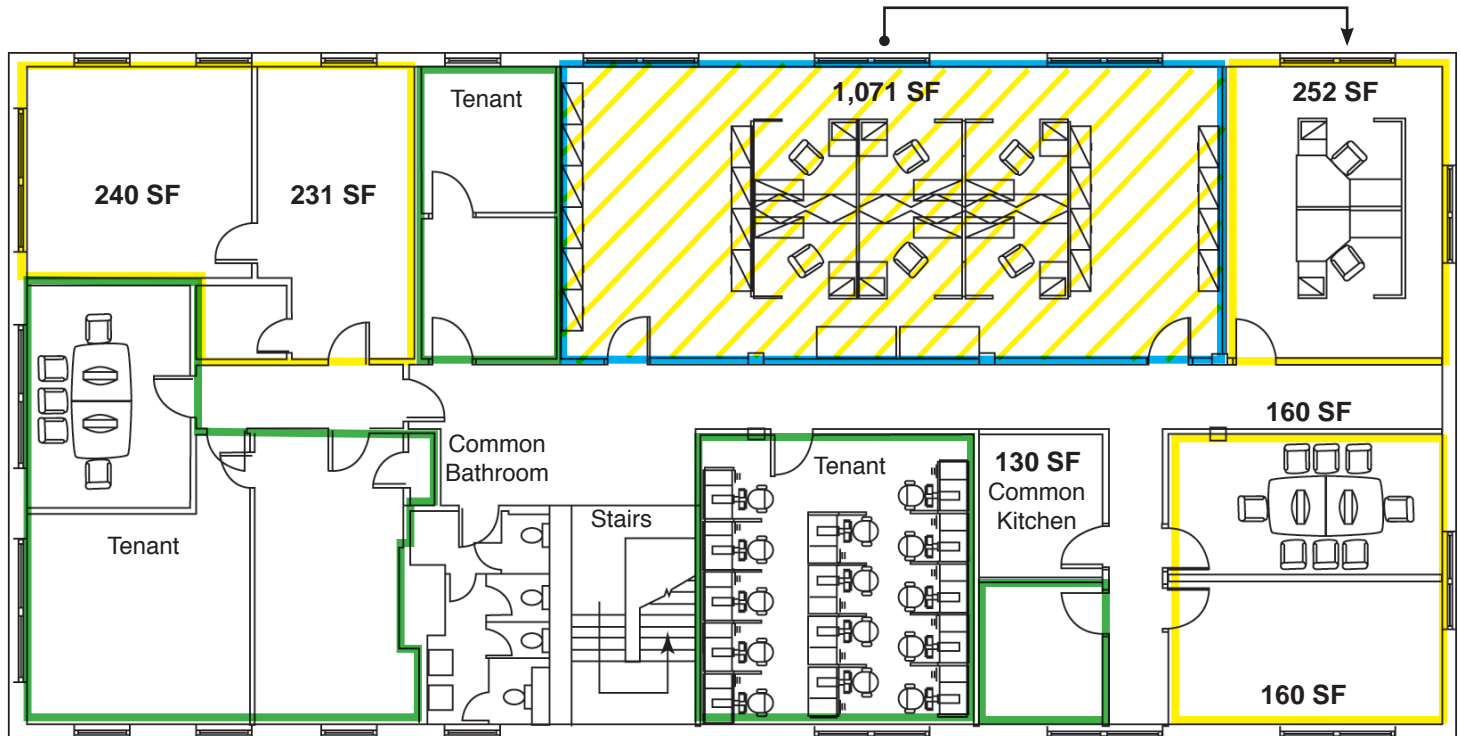 Tenant
1,071 SF
252 SF
240 SF
231 SF
160 SF
Common
Bathroom
Tenant
130 SF
Common
Kitchen
Stairs
Tenant
160 SF